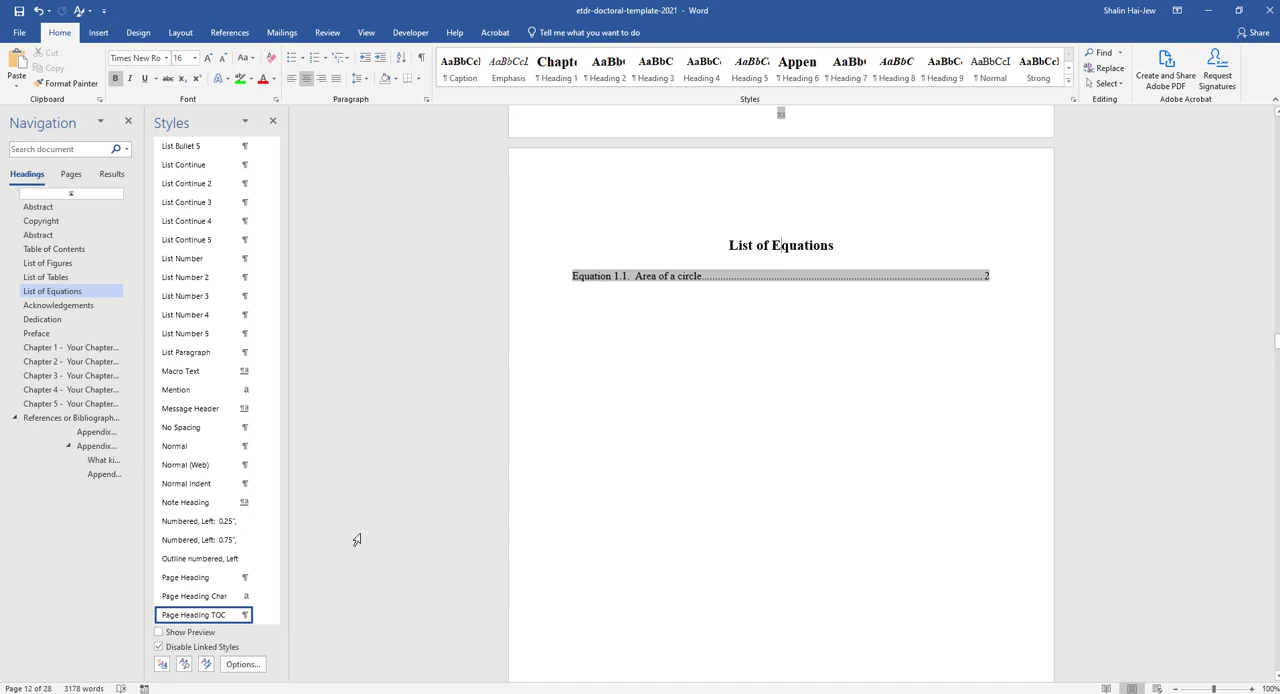 etdr-doctoral-template-2021 - Word
Shalin Hai-Jew
File Home Insert Design Layout References Mailings Review View Developer Help Acrobat Tell me what you want to do Share
Paste
Cut
Copy
Format Painter
Clipboard
Times New Ro 16
Font
Paragraph
AaBbCcI AaBbCcL Chapte AaBb( AaBbC AaBbC AaBbC Appen AaBb( AaBbC AaBbC AaBbCcDI AaBbCc
¶ Caption Emphasis ¶ Heading 1 ¶ Heading 2 ¶ Heading 3 Heading 4 ¶ Heading 5 ¶ Heading 6 ¶ Heading 7 ¶ Heading 8 ¶ Heading 9 ¶ Normal Strong
Styles
Find
Replace
Select
Editing
Create and Share Adobe PDF
Request Signatures
Adobe Acrobat
Navigation
Search document
Headings Pages Results
Abstract
Copyright
Abstract
Table of Contents
List of Figures
List of Tables
List of Equations
Acknowledgements
Dedication
Preface
Chapter 1 - Your Chapter...
Chapter 2 - Your Chapter...
Chapter 3 - Your Chapter...
Chapter 4 - Your Chapter...
Chapter 5 - Your Chapter...
References or Bibliograph...
Appendix...
Appendix...
What ki...
Append...
Styles
List Bullet 5
List Continue
List Continue 2
List Continue 3
List Continue 4
List Continue 5
List Number
List Number 2
List Number 3
List Number 4
List Number 5
List Paragraph
Macro Text
Mention
Message Header
No Spacing
Normal
Normal (Web)
Normal Indent
Note Heading
Numbered, Left: 0.25",
Numbered, Left: 0.75",
Outline numbered, Left
Page Heading
Page Heading Char
Page Heading TOC
Show Preview
Disable Linked Styles
Options...
xi
List of Equations
Equation 1.1. Area of a circle........................................................................................................ 2
Page 12 of 28 3178 words
100%